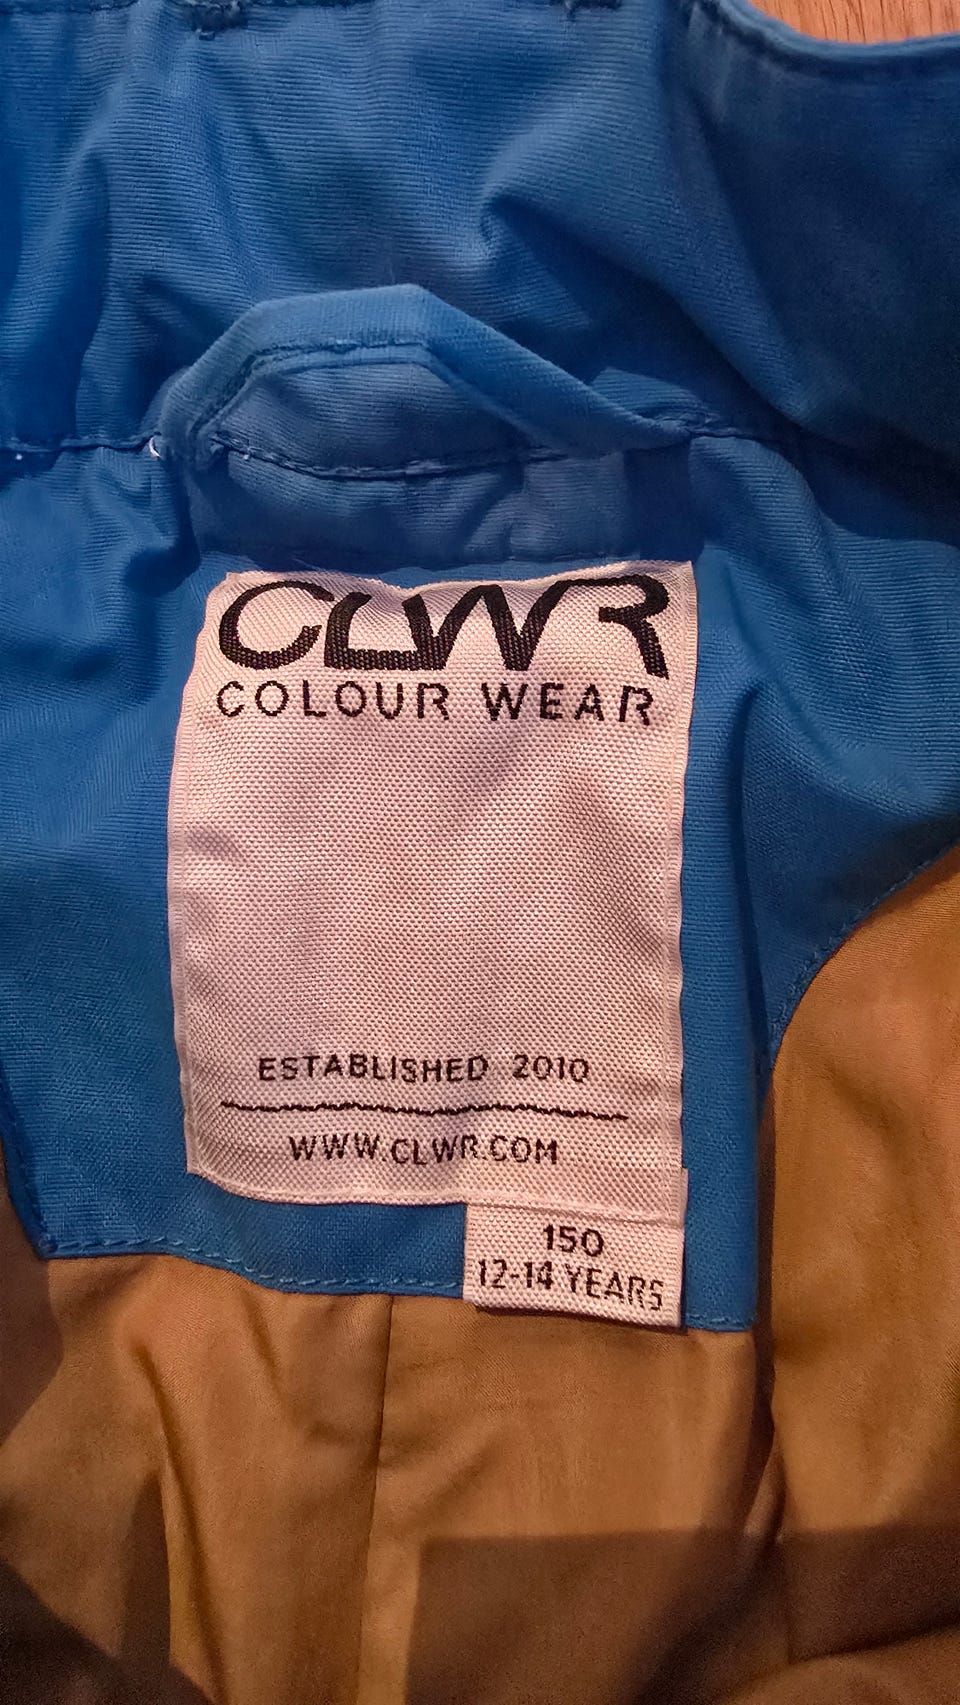 CLWR
COLOUR WEAR
ESTABLISHED 2010
WWW.CLWR.COM
150
12-14 YEARS